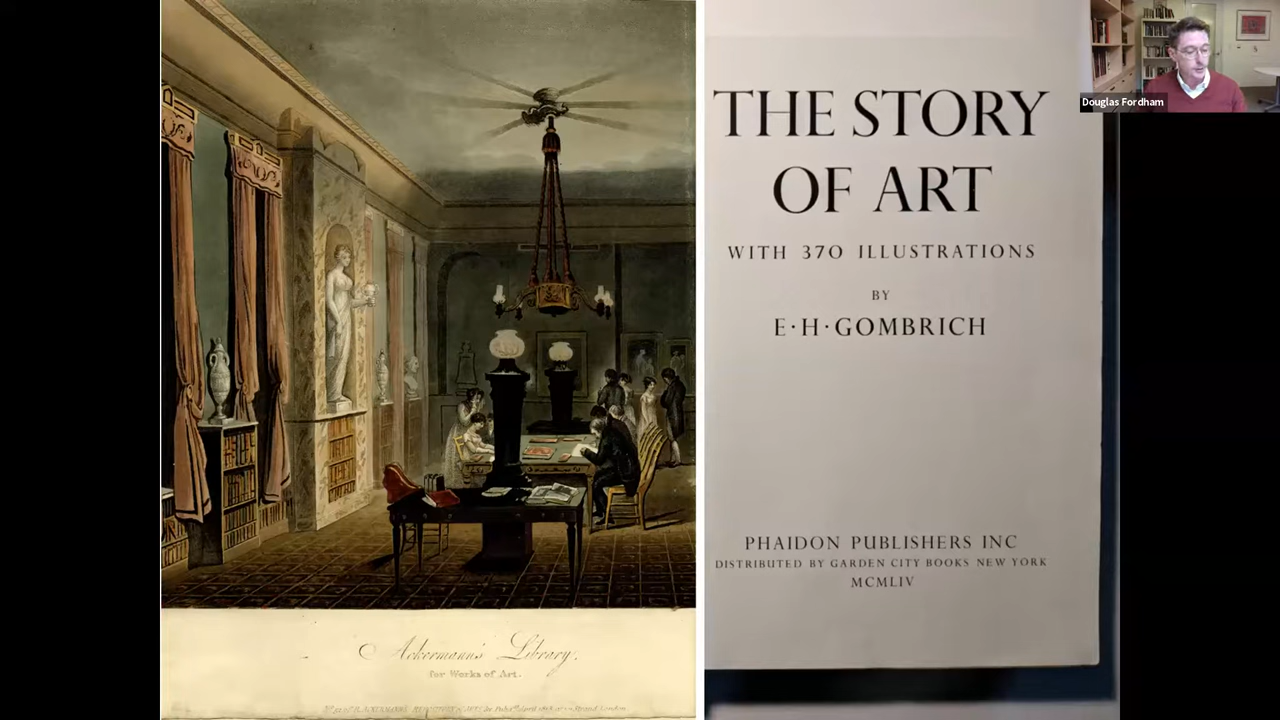 Ackermann's Library,
for Works of Art.
THE STORY
OF ART
WITH 370 ILLUSTRATIONS
BY
E·H·GOMBRICH
PHAIDON PUBLISHERS INC
DISTRIBUTED BY GARDEN CITY BOOKS NEW YORK
MCMLIV
Douglas Fordham